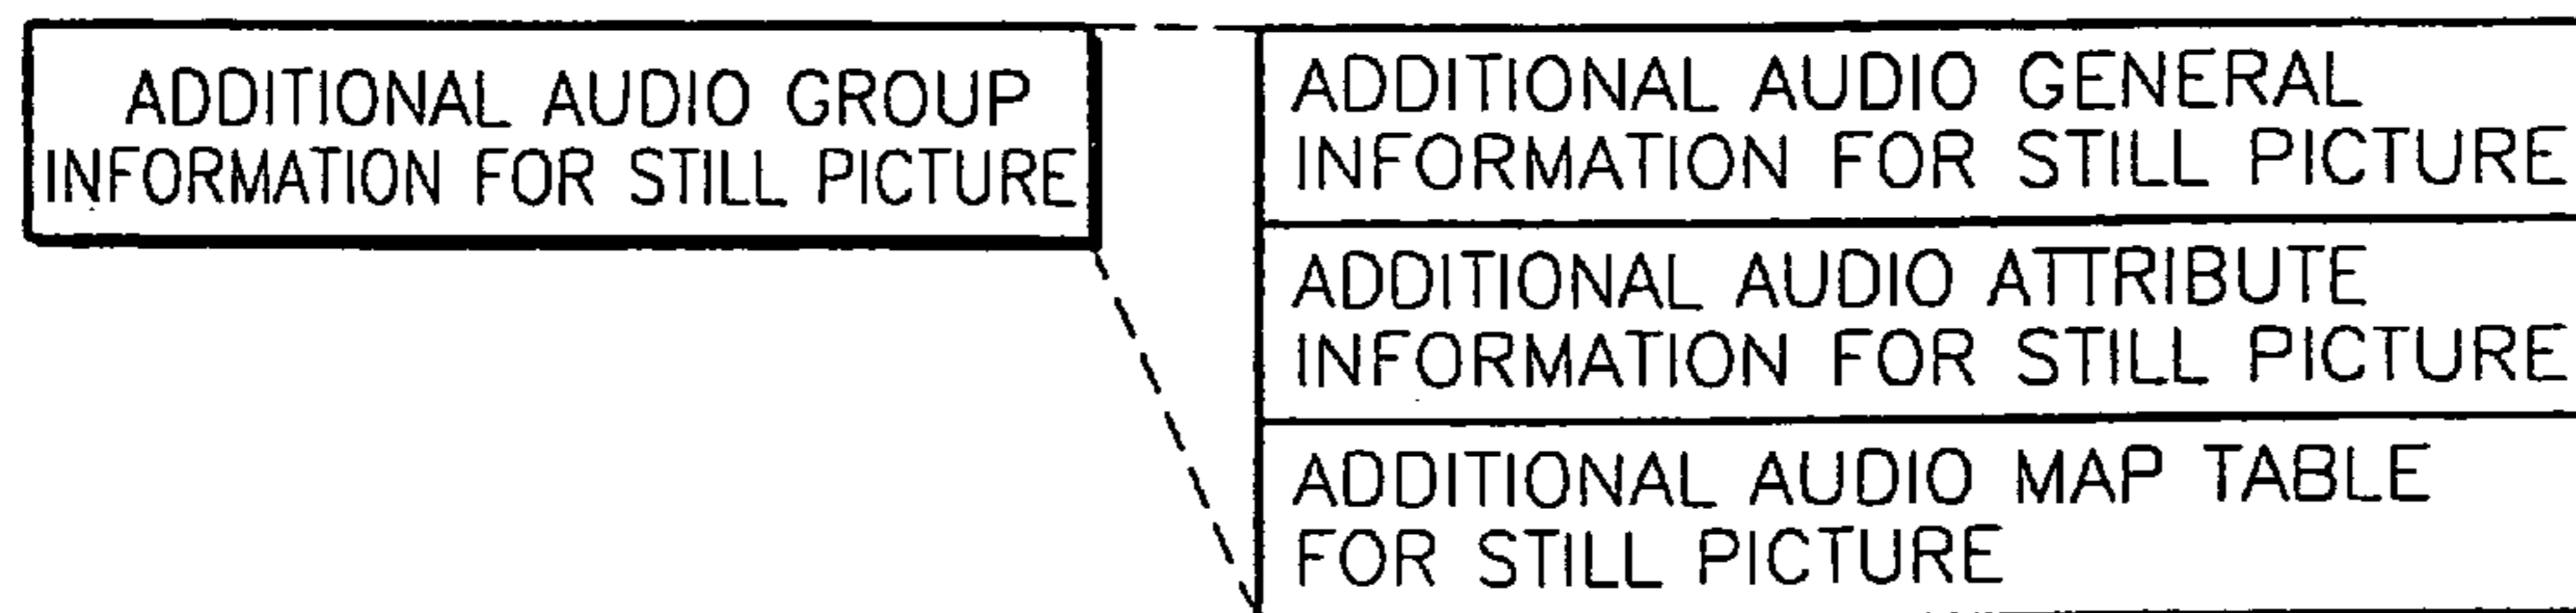 ADDITIONAL AUDIO GROUP
INFORMATION FOR STILL PICTURE
ADDITIONAL AUDIO GENERAL
INFORMATION FOR STILL PICTURE
ADDITIONAL AUDIO ATTRIBUTE
INFORMATION FOR STILL PICTURE
ADDITIONAL AUDIO MAP TABLE
FOR STILL PICTURE